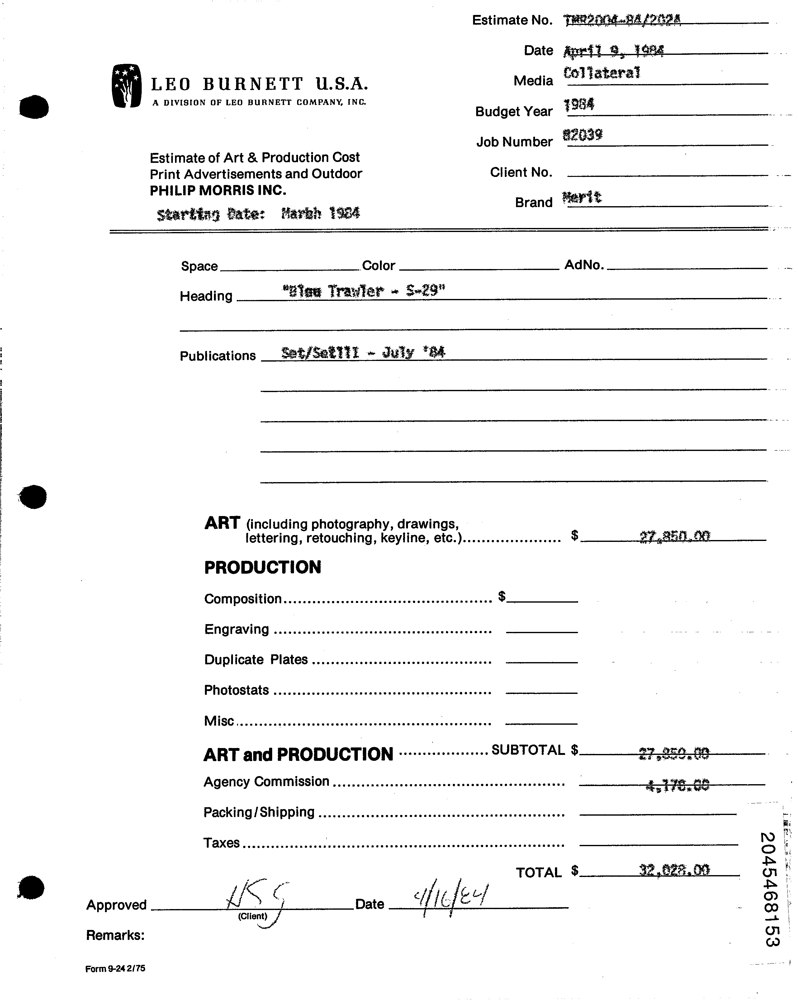 Estimate No. TMR2004-84/202A
Date April 9, 1984
LEO BURNETT U.S.A.
A DIVISION OF LEO BURNETT COMPANY, INC.
Media Collateral
Budget Year 1984
Job Number 82039
Estimate of Art & Production Cost
Print Advertisements and Outdoor
PHILIP MORRIS INC.
Client No.
Brand Merit
Starting Date: Marbh 1984
Space Color AdNo.
Heading "Blue Trawler - S-29"
Publications Set/SetIII - July '84
ART (including photography, drawings,
lettering, retouching, keyline, etc.)..................... $ 27,850.00
PRODUCTION
Composition.......................................... $
Engraving ............................................
Duplicate Plates .....................................
Photostats ............................................
Misc....................................................
ART and PRODUCTION ................... SUBTOTAL $ 27,850.00
Agency Commission ................................................ 4,178.00
Packing/Shipping ...................................................
Taxes ..................................................................
TOTAL $ 32,028.00
Approved Date 4/16/84
(Client)
Remarks:
Form 9-24 2/75
2045468153